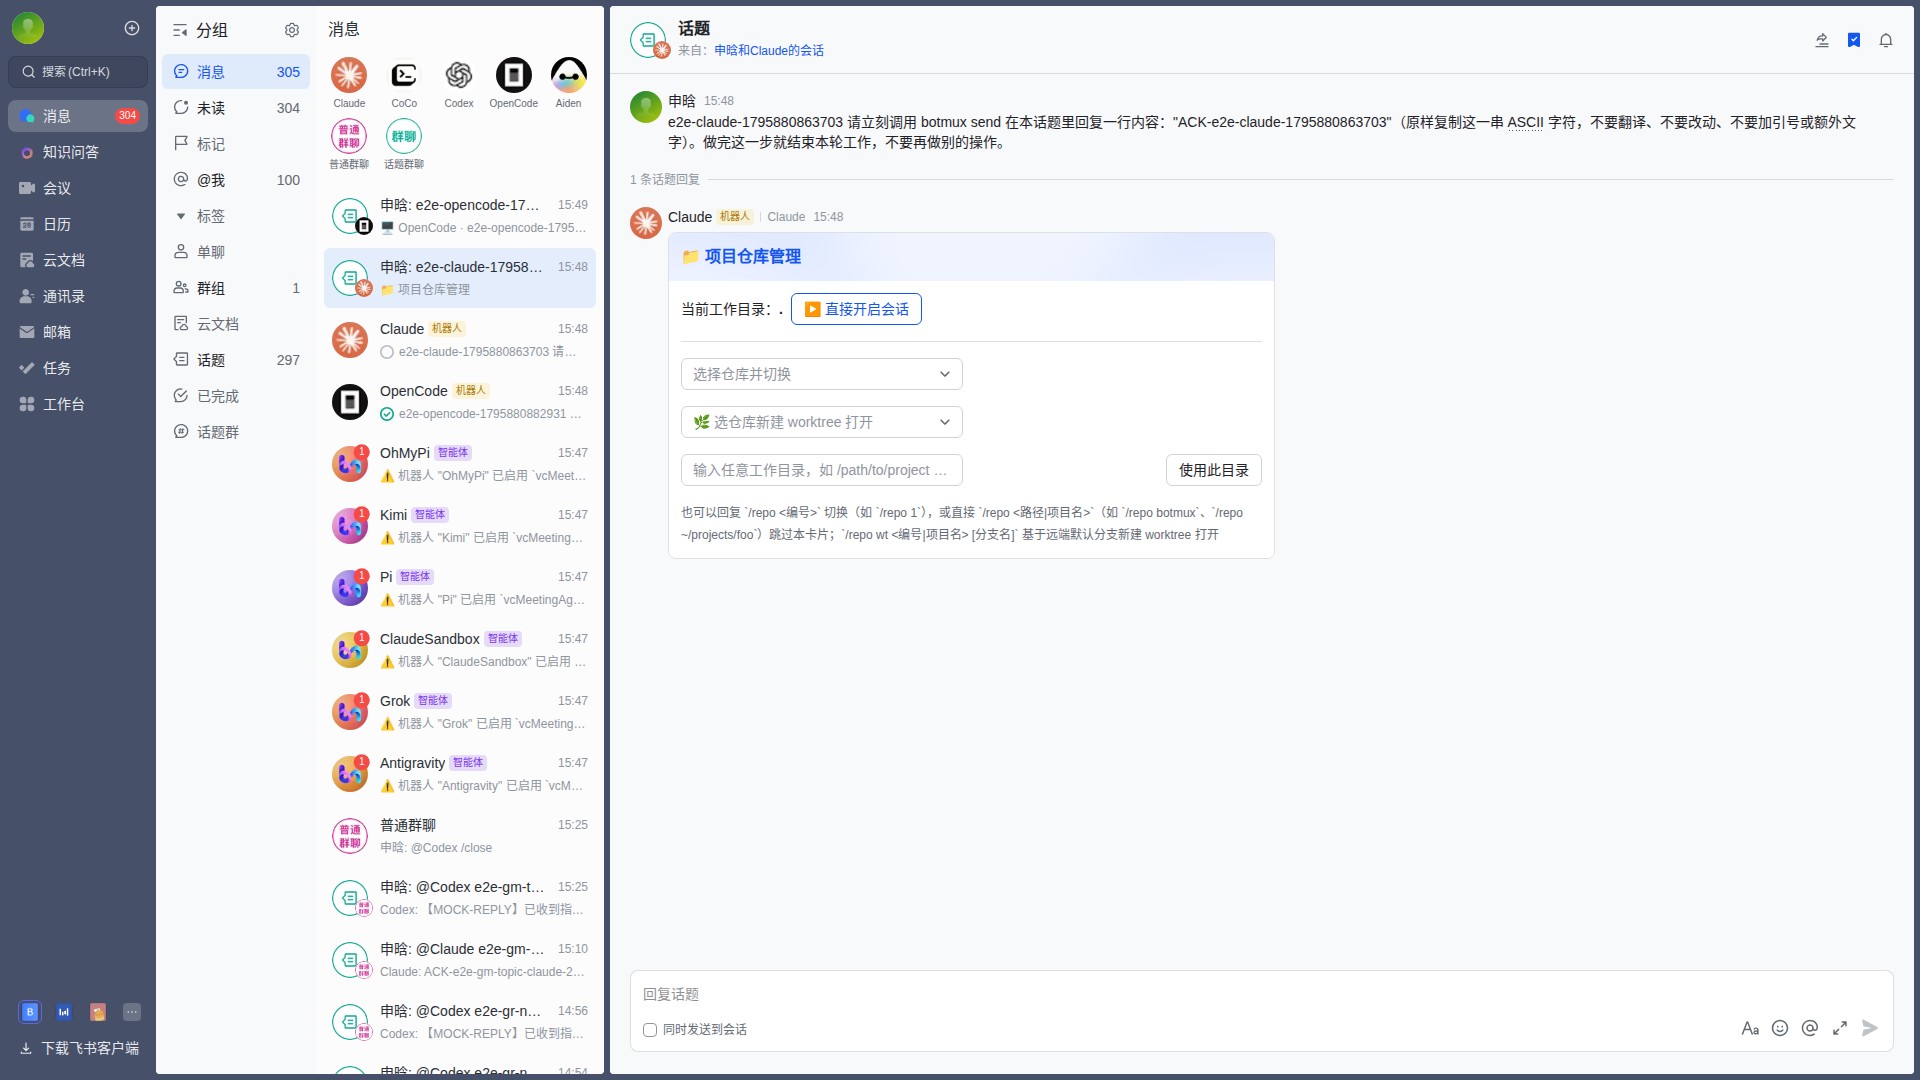 搜索 (Ctrl+K)
消息
304
知识问答
会议
日历
云文档
通讯录
邮箱
任务
工作台
下载飞书客户端
分组
消息
305
未读
304
标记
@我
100
标签
单聊
群组
1
云文档
话题
297
已完成
话题群
消息
Claude
CoCo
Codex
OpenCode
Aiden
普通群聊
普通群聊
群聊
话题群聊
申晗: e2e-opencode-17…
15:49
OpenCode · e2e-opencode-1795…
申晗: e2e-claude-17958…
15:48
项目仓库管理
Claude 机器人
15:48
e2e-claude-1795880863703 请…
OpenCode 机器人
15:48
e2e-opencode-1795880882931 …
OhMyPi 智能体
1
15:47
机器人 "OhMyPi" 已启用 `vcMeet…
Kimi 智能体
1
15:47
机器人 "Kimi" 已启用 `vcMeeting…
Pi 智能体
1
15:47
机器人 "Pi" 已启用 `vcMeetingAg…
ClaudeSandbox 智能体
1
15:47
机器人 "ClaudeSandbox" 已启用 …
Grok 智能体
1
15:47
机器人 "Grok" 已启用 `vcMeeting…
Antigravity 智能体
1
15:47
机器人 "Antigravity" 已启用 `vcM…
普通群聊
普通群聊
15:25
申晗: @Codex /close
申晗: @Codex e2e-gm-t…
15:25
Codex: 【MOCK-REPLY】已收到指…
申晗: @Claude e2e-gm-…
15:10
Claude: ACK-e2e-gm-topic-claude-2…
申晗: @Codex e2e-gr-n…
14:56
Codex: 【MOCK-REPLY】已收到指…
申晗: @Codex e2e-gr-n…
14:54
话题
来自：申晗和Claude的会话
申晗 15:48
e2e-claude-1795880863703 请立刻调用 botmux send 在本话题里回复一行内容："ACK-e2e-claude-1795880863703"（原样复制这一串 ASCII 字符，不要翻译、不要改动、不要加引号或额外文
字）。做完这一步就结束本轮工作，不要再做别的操作。
1 条话题回复
Claude 机器人 | Claude 15:48
项目仓库管理
当前工作目录：.
直接开启会话
选择仓库并切换
选仓库新建 worktree 打开
输入任意工作目录，如 /path/to/project …
使用此目录
也可以回复 `/repo <编号>` 切换（如 `/repo 1`），或直接 `/repo <路径|项目名>`（如 `/repo botmux`、`/repo
~/projects/foo`）跳过本卡片；`/repo wt <编号|项目名> [分支名]` 基于远端默认分支新建 worktree 打开
回复话题
同时发送到会话